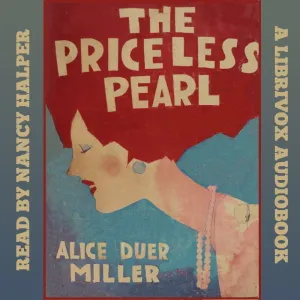 THE
PRICELESS
PEARL
ALICE DUER
MILLER
READ BY NANCY HALPER
A LIBRIVOX AUDIOBOOK